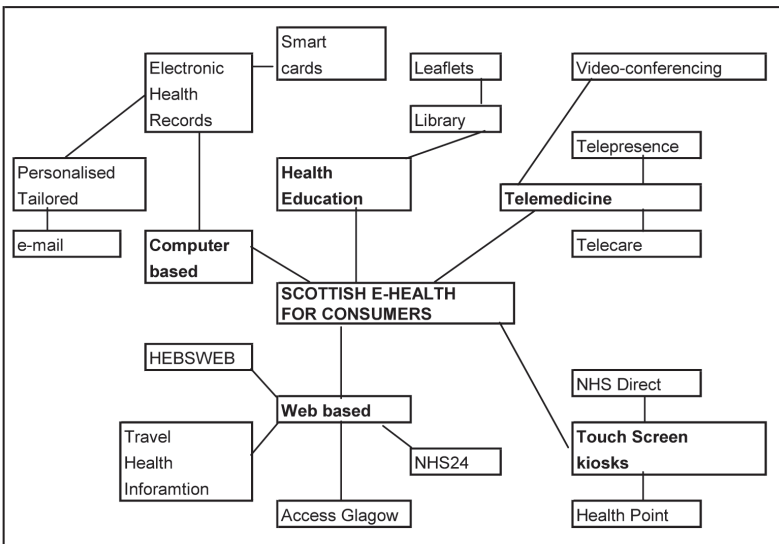 Smart
cards
Electronic
Health
Records
Leaflets
Video-conferencing
Library
Telepresence
Personalised
Tailored
Health
Education
Telemedicine
e-mail
Computer
based
Telecare
SCOTTISH E-HEALTH
FOR CONSUMERS
HEBSWEB
NHS Direct
Web based
Travel
Health
Inforamtion
Touch Screen
kiosks
NHS24
Access Glagow
Health Point